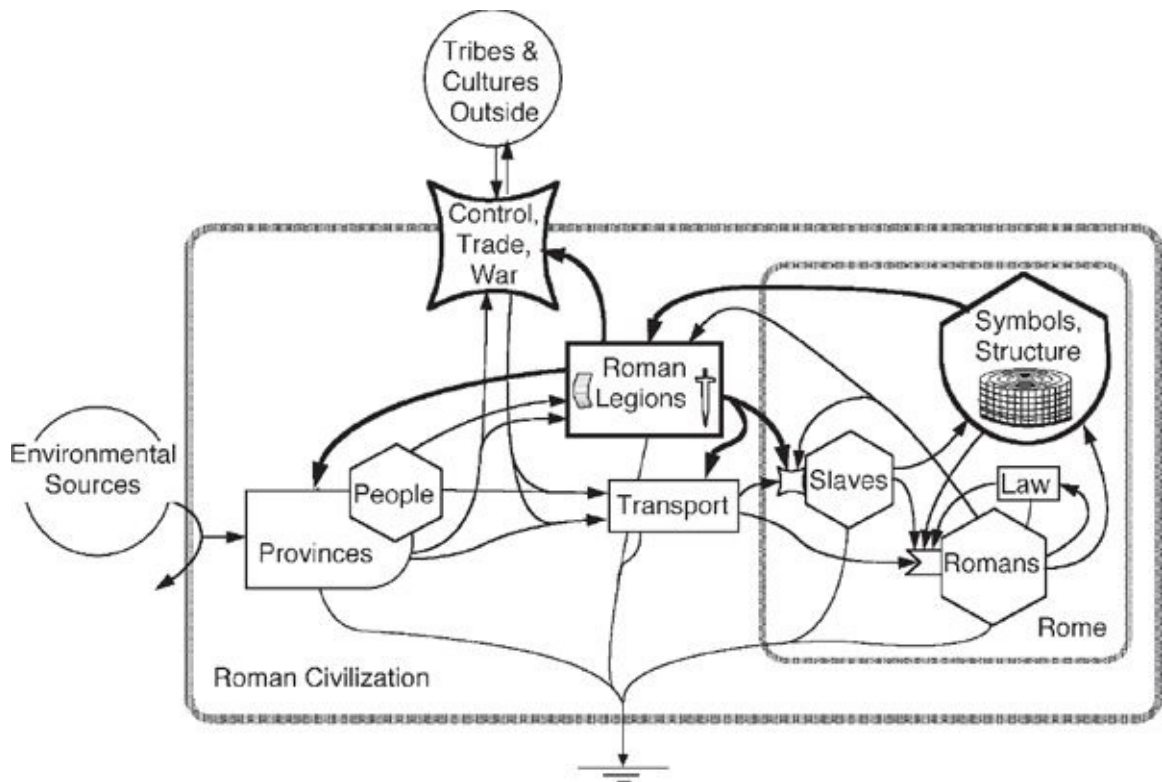 Tribes &
Cultures
Outside
Control,
Trade,
War
Symbols,
Structure
Roman
Legions
Environmental
Sources
People
Provinces
Transport
Slaves
Law
Romans
Rome
Roman Civilization